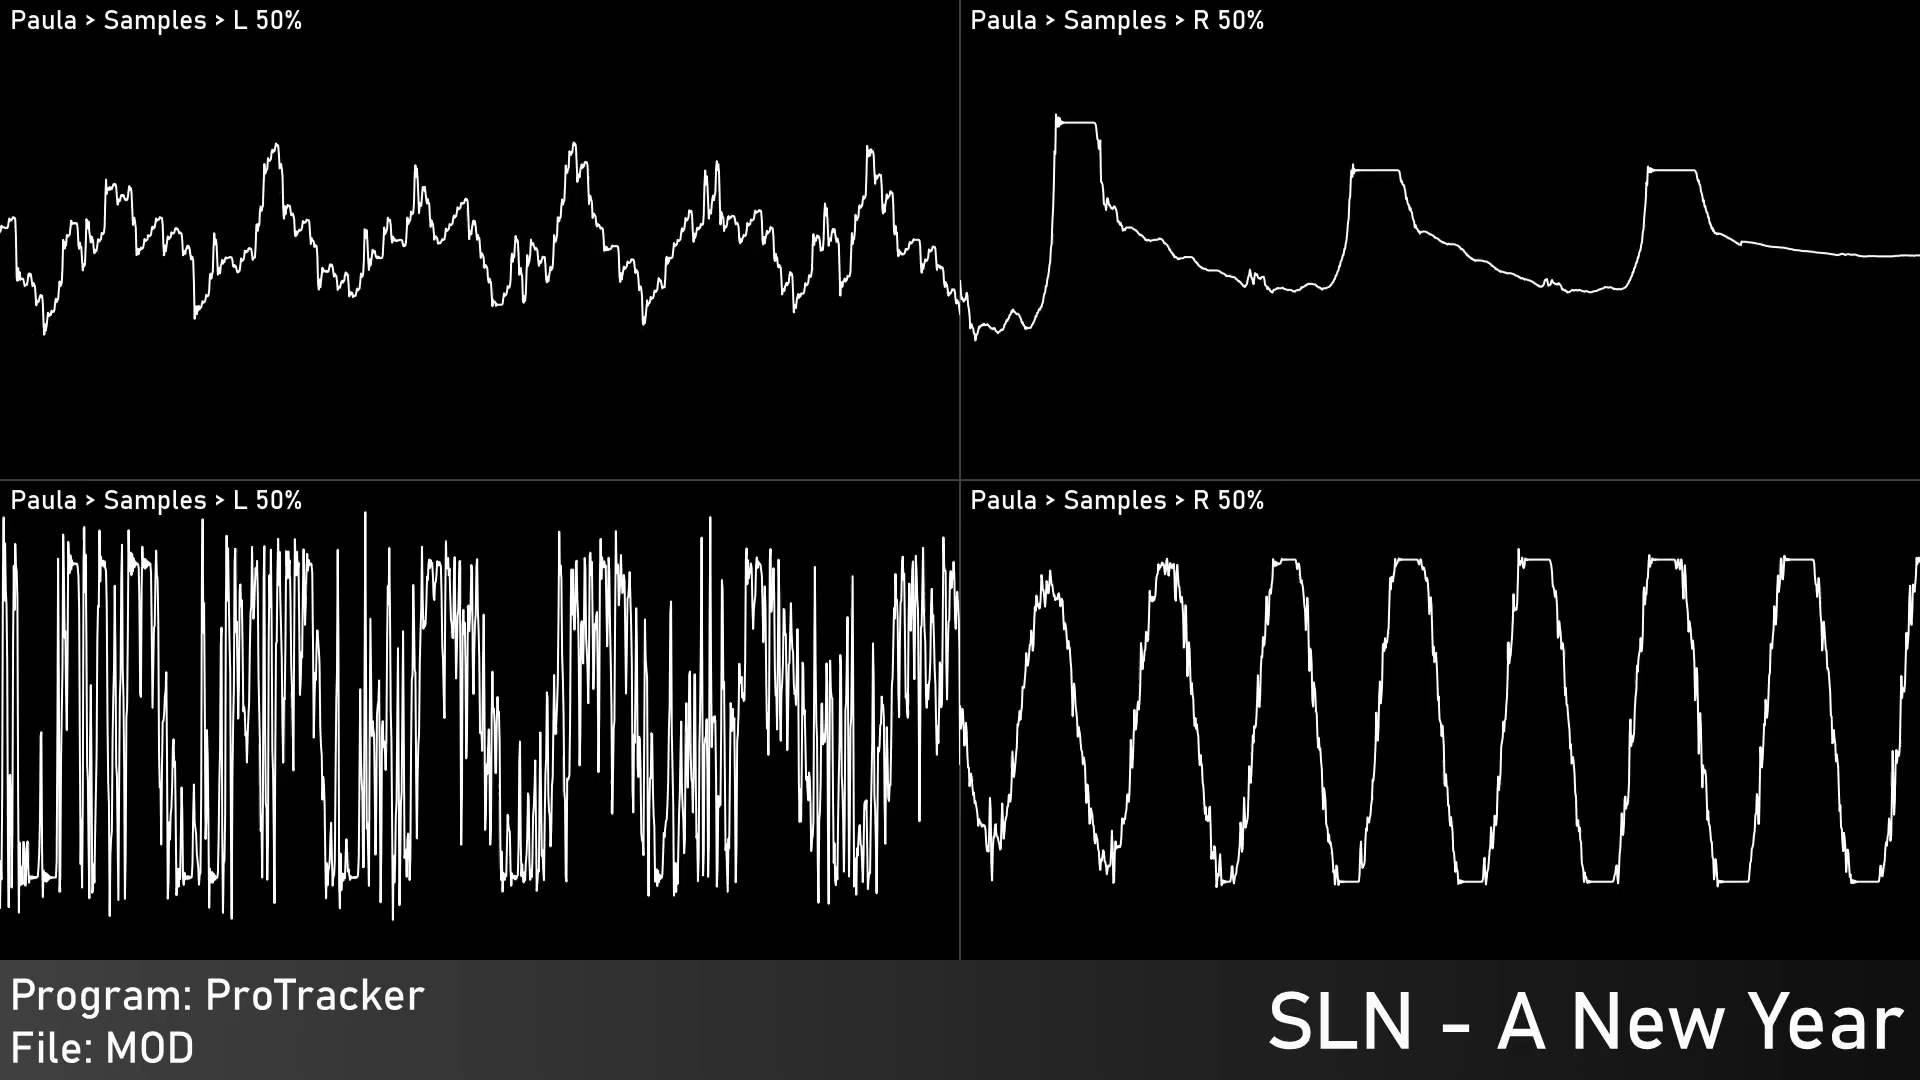 Paula > Samples > L 50%
Paula > Samples > R 50%
Paula > Samples > L 50%
Paula > Samples > R 50%
Program: ProTracker
File: MOD
SLN - A New Year